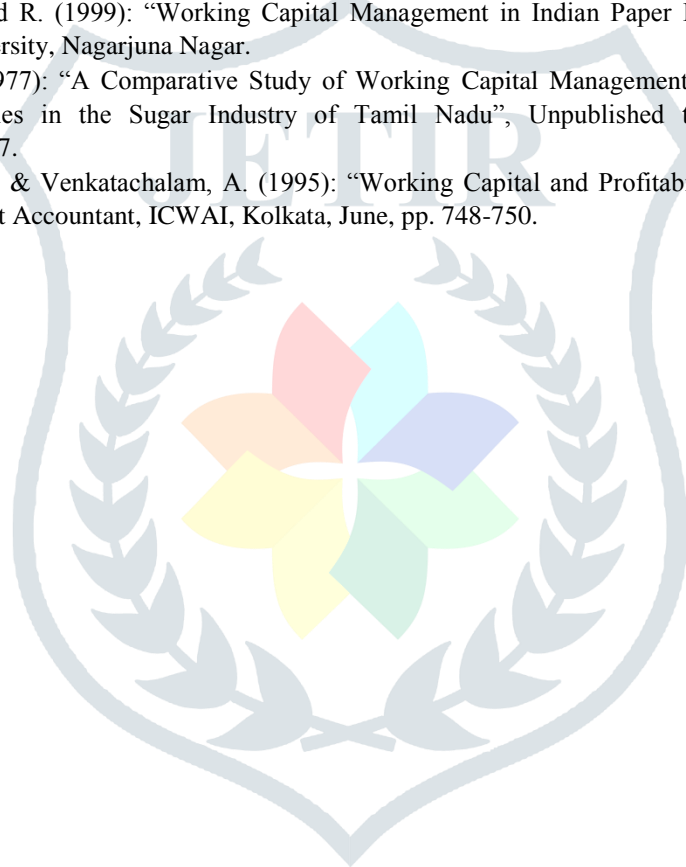 d R. (1999): “Working Capital Management in Indian Paper
ersity, Nagarjuna Nagar.
977): “A Comparative Study of Working Capital Management
es in the Sugar Industry of Tamil Nadu”, Unpublished
7.
& Venkatachalam, A. (1995): “Working Capital and
t Accountant, ICWAI, Kolkata, June, pp. 748-750.
JETIR